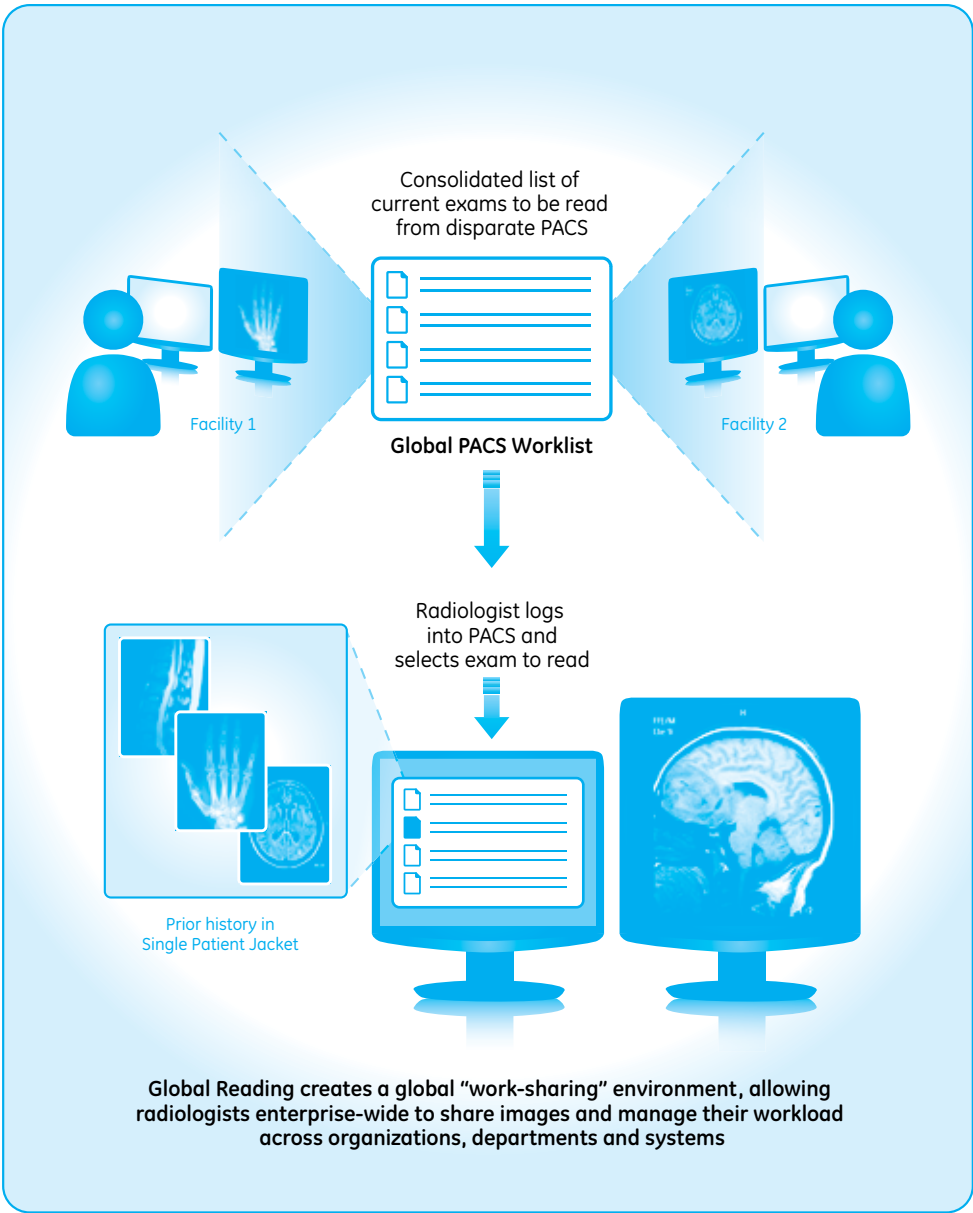 Consolidated list of
current exams to be read
from disparate PACS
Facility 1
Facility 2
Global PACS Worklist
Radiologist logs
into PACS and
selects exam to read
H
Prior history in
Single Patient Jacket
Global Reading creates a global “work-sharing” environment, allowing
radiologists enterprise-wide to share images and manage their workload
across organizations, departments and systems